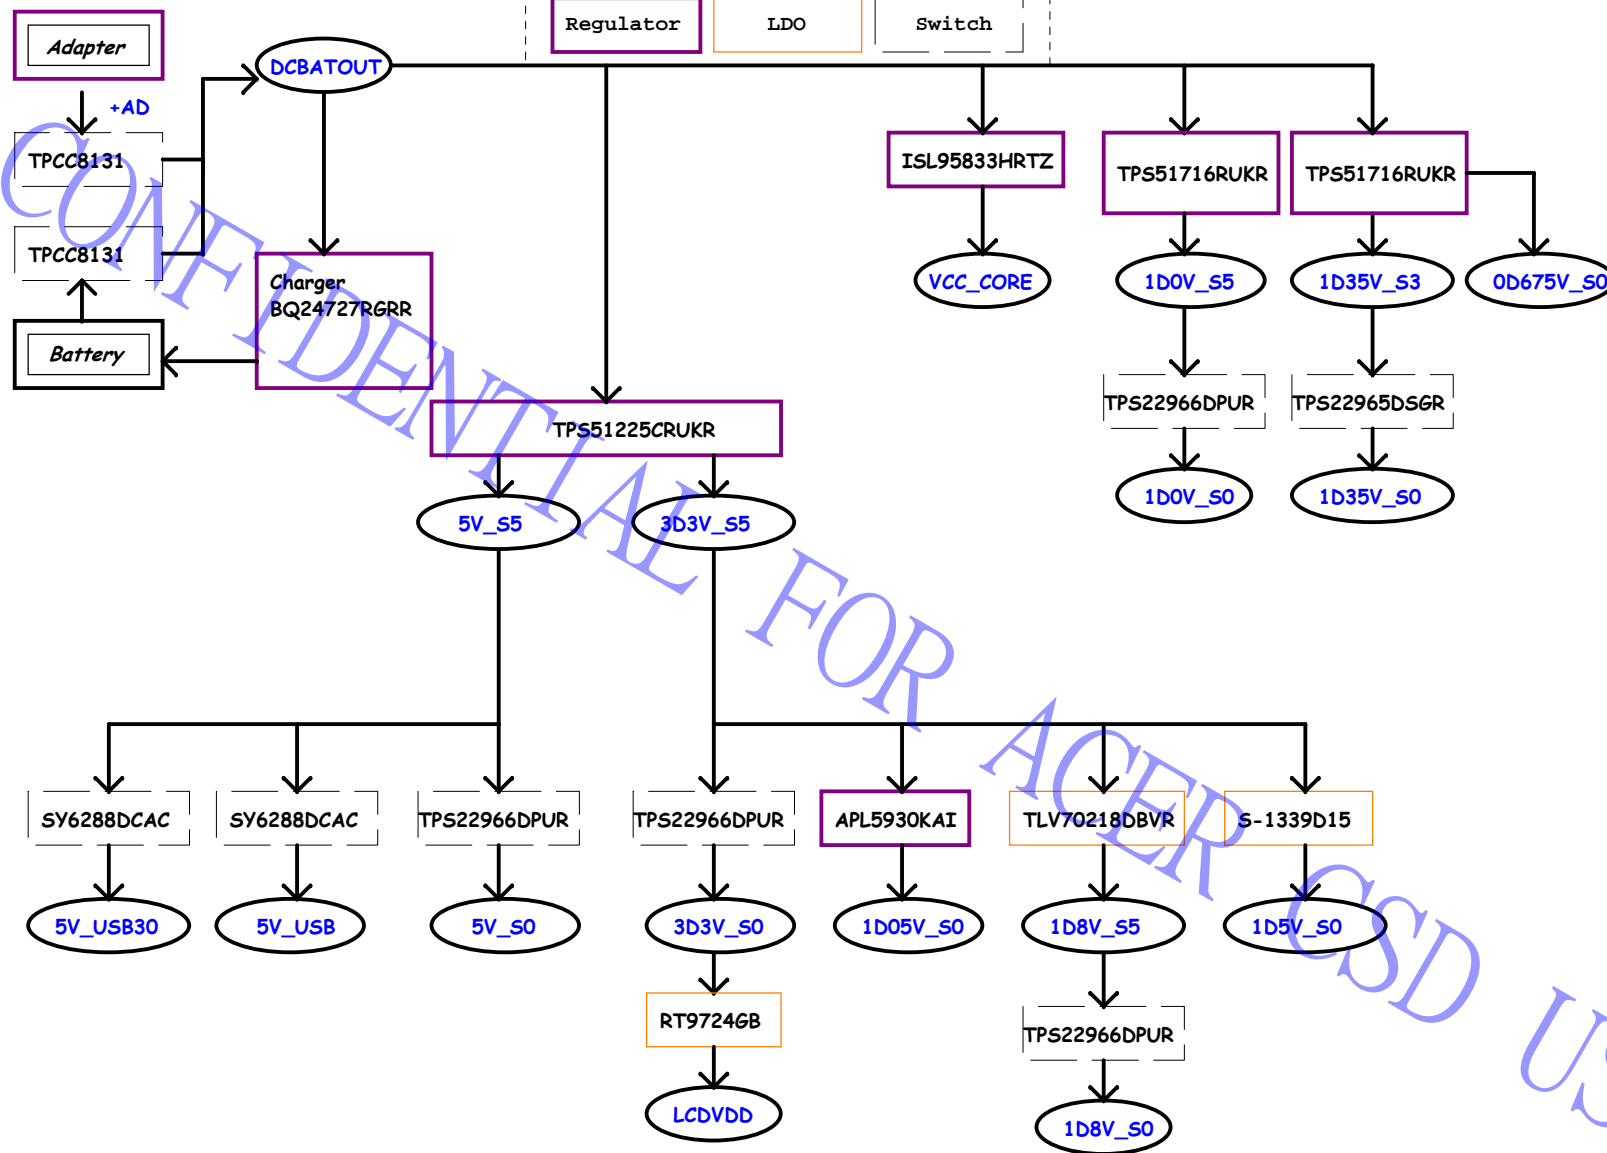 Regulator
LDO
Switch
Adapter
DCBATOUT
+AD
TPCC8131
ISL95833HRTZ
TPS51716RUKR
TPS51716RUKR
TPCC8131
Charger
BQ24727RGRR
VCC_CORE
1D0V_S5
1D35V_S3
0D675V_S0
Battery
TPS22966DPUR
TPS22965DSGR
TPS51225CRUKR
1D0V_S0
1D35V_S0
5V_S5
3D3V_S5
SY6288DCAC
SY6288DCAC
TPS22966DPUR
TPS22966DPUR
APL5930KAI
TLV70218DBVR
S-1339D15
5V_USB30
5V_USB
5V_S0
3D3V_S0
1D05V_S0
1D8V_S5
1D5V_S0
RT9724GB
TPS22966DPUR
LCDVDD
1D8V_S0
CONFIDENTIAL FOR ACER CSD US